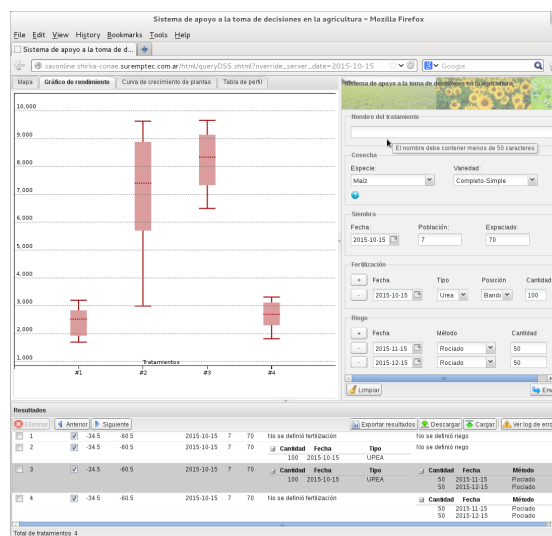 Sistema de apoyo a la toma de decisiones en la agricultura - Mozilla Firefox
File Edit View History Bookmarks Tools Help
Sistema de apoyo a la toma de d...
sasonline.shirka-conae.suremptec.com.ar/html/queryDSS.shtml?override_server_date=2015-10-15
Google
Mapa Gráfico de rendimiento Curva de crecimiento de plantas Tabla de perfil
10,000
9,000
8,000
7,000
6,000
5,000
4,000
3,000
2,000
1,000
Tratamientos
#1 #2 #3 #4
Sistema de apoyo a la toma de decisiones en la agricultura
Nombre del tratamiento
El nombre debe contener menos de 50 caracteres
Cosecha
Especie: Variedad:
Maíz Completo-Simple
Siembra
Fecha: Población: Espaciado:
2015-10-15 7 70
Fertilización
+ Fecha Tipo Posición Cantidad
- 2015-10-15 Urea Banda 100
Riego
+ Fecha Método Cantidad
- 2015-11-15 Rociado 50
- 2015-12-15 Rociado 50
Limpiar Env
Resultados
Eliminar Anterior Siguiente Exportar resultados Descargar Cargar Ver log de erro
1 -34.5 -60.5 2015-10-15 7 70 No se definió fertilización No se definió riego
2 -34.5 -60.5 2015-10-15 7 70 Cantidad Fecha Tipo No se definió riego
100 2015-10-15 UREA
3 -34.5 -60.5 2015-10-15 7 70 Cantidad Fecha Tipo Cantidad Fecha Método
100 2015-10-15 UREA 50 2015-11-15 Rociado
50 2015-12-15 Rociado
4 -34.5 -60.5 2015-10-15 7 70 No se definió fertilización Cantidad Fecha Método
50 2015-11-15 Rociado
50 2015-12-15 Rociado
Total de tratamientos 4